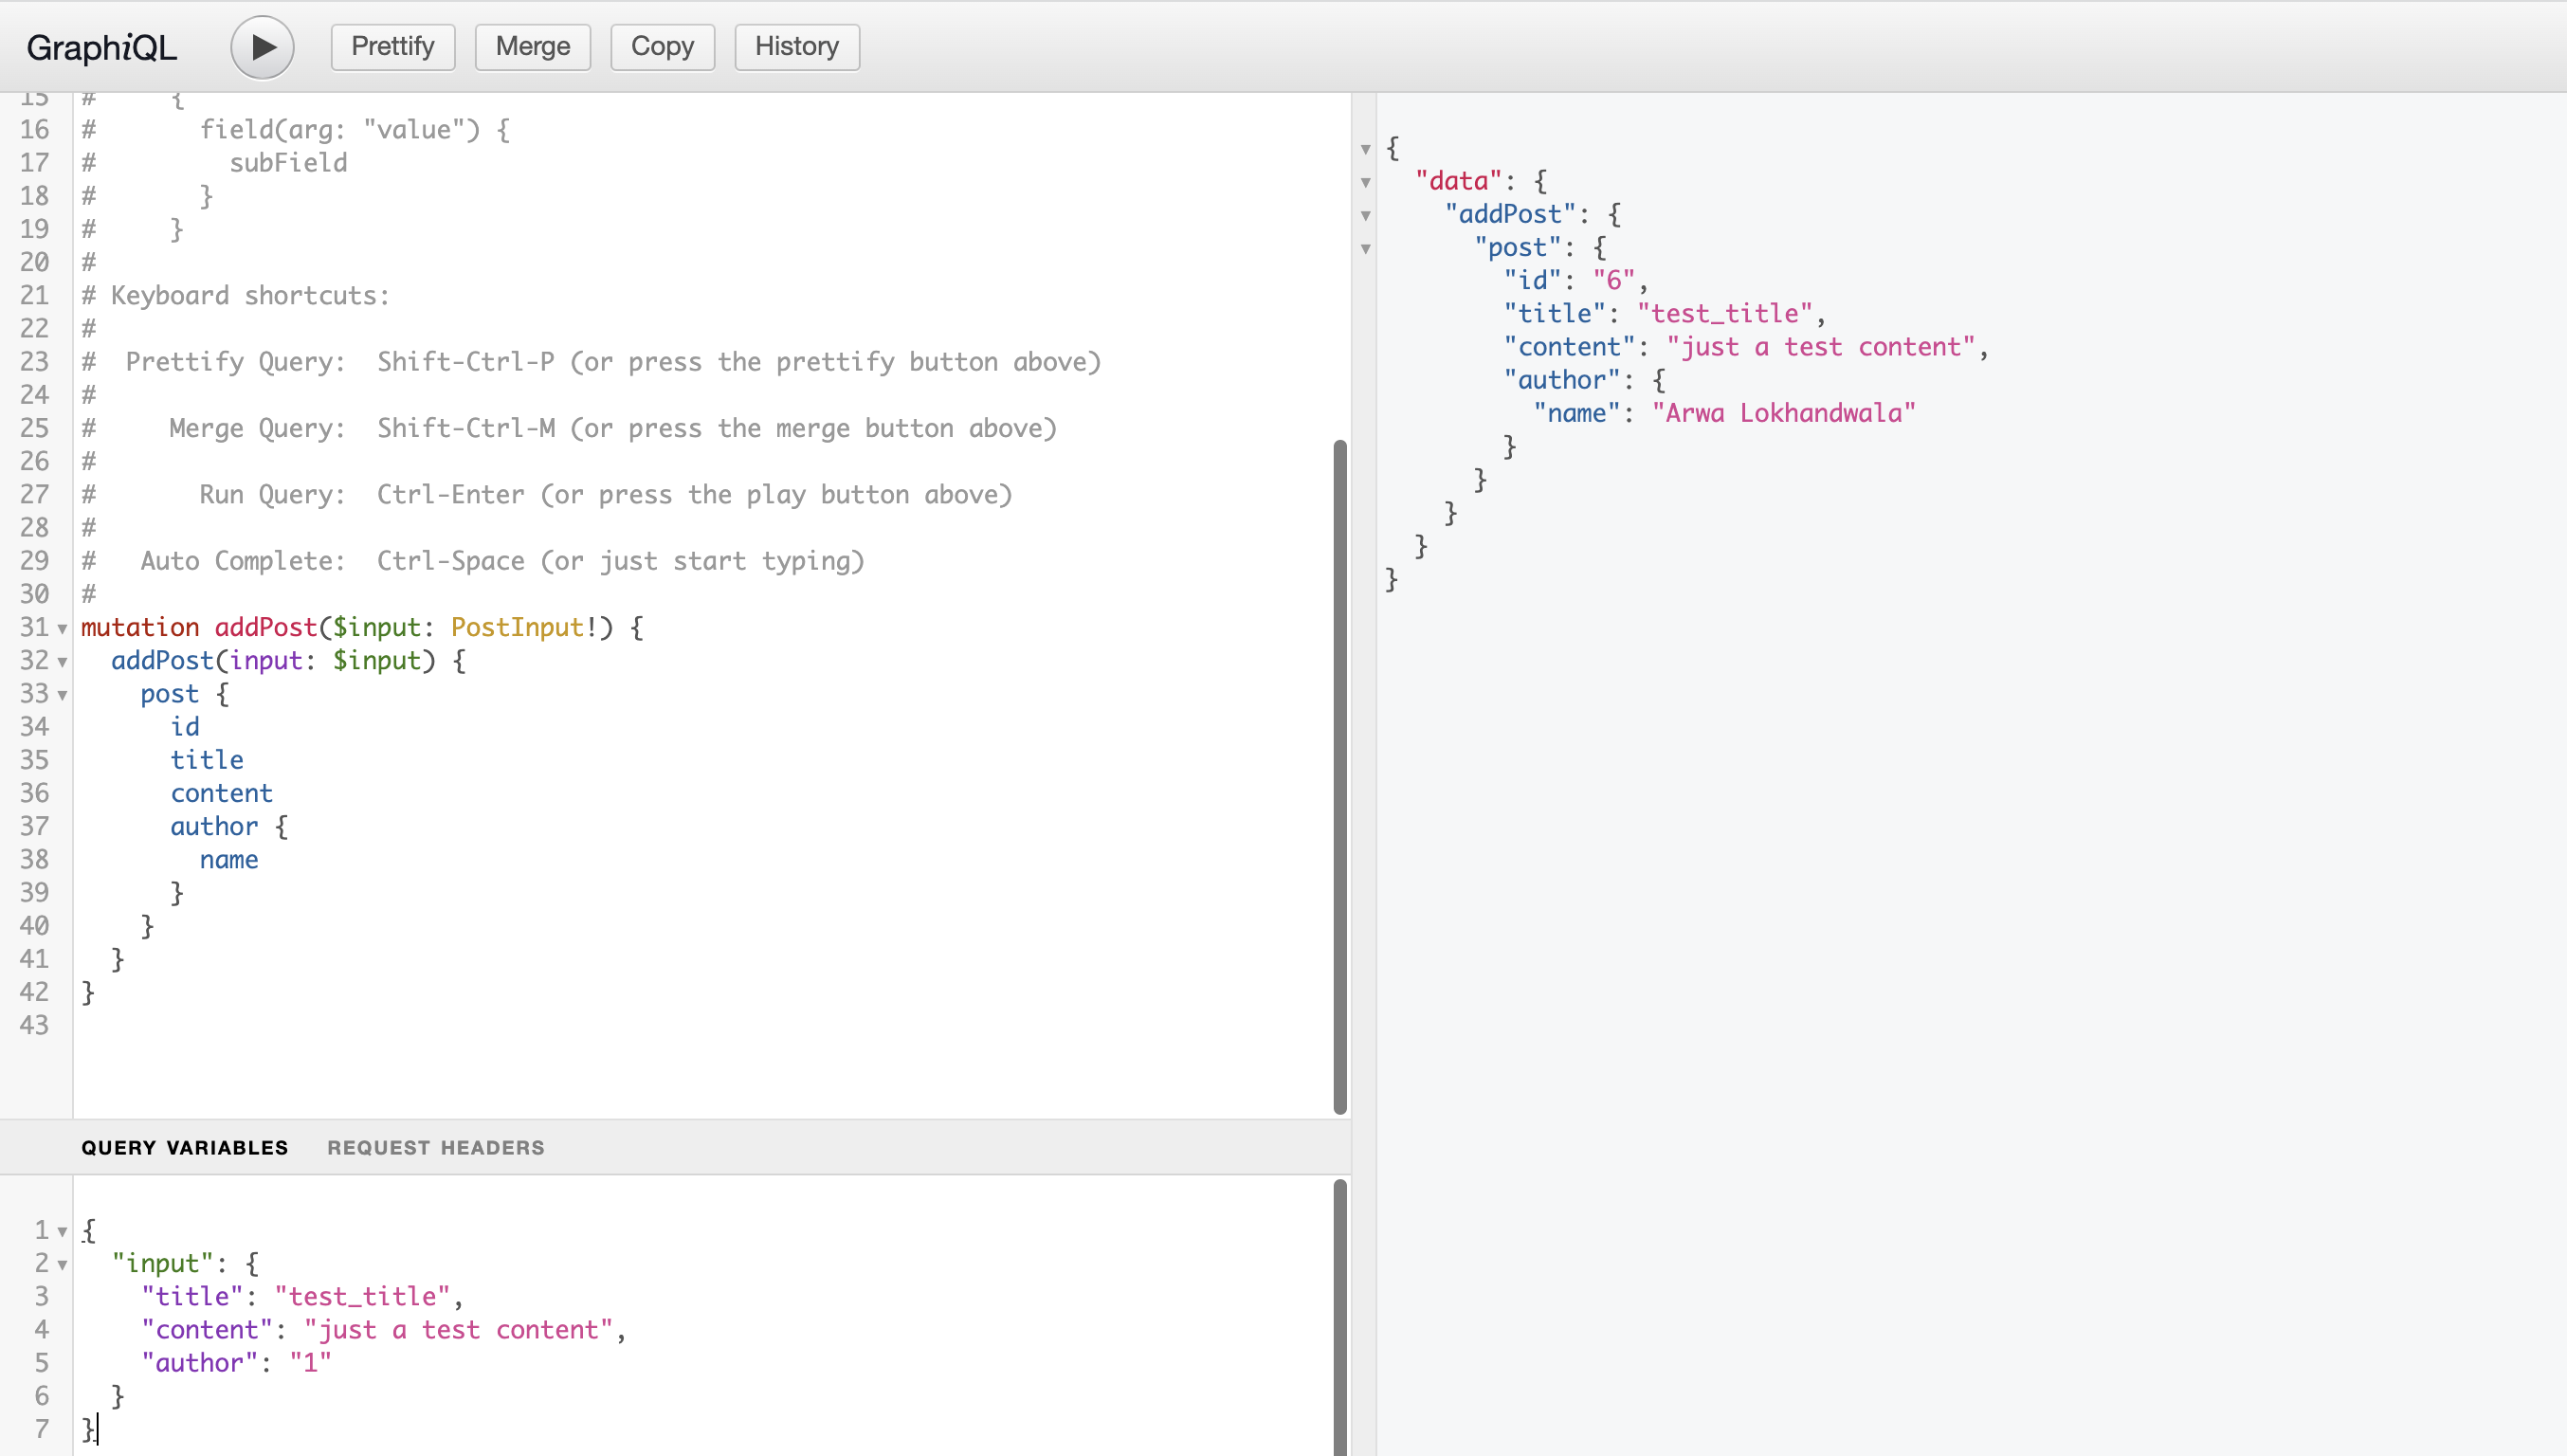 GraphiQL Prettify Merge Copy History
15 #     {
16 #       field(arg: "value") {
17 #         subField
18 #       }
19 #     }
20 #
21 # Keyboard shortcuts:
22 #
23 #  Prettify Query:  Shift-Ctrl-P (or press the prettify button above)
24 #
25 #     Merge Query:  Shift-Ctrl-M (or press the merge button above)
26 #
27 #       Run Query:  Ctrl-Enter (or press the play button above)
28 #
29 #   Auto Complete:  Ctrl-Space (or just start typing)
30 #
31 mutation addPost($input: PostInput!) {
32   addPost(input: $input) {
33     post {
34       id
35       title
36       content
37       author {
38         name
39       }
40     }
41   }
42 }
43
QUERY VARIABLES REQUEST HEADERS
1 {
2   "input": {
3     "title": "test_title",
4     "content": "just a test content",
5     "author": "1"
6   }
7 }
{
  "data": {
    "addPost": {
      "post": {
        "id": "6",
        "title": "test_title",
        "content": "just a test content",
        "author": {
          "name": "Arwa Lokhandwala"
        }
      }
    }
  }
}